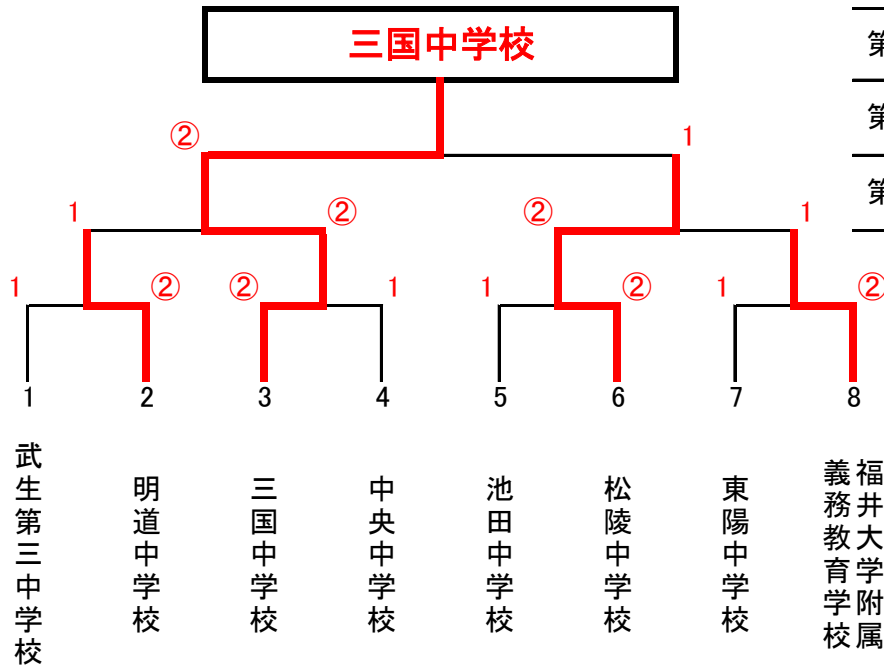 三国中学校
第
第
第
② 1
1 ② ② 1
1 ② ② 1 1 ② 1 ②
1 2 3 4 5 6 7 8
武生第三中学校
明道中学校
三国中学校
中央中学校
池田中学校
松陵中学校
東陽中学校
福井大学附属
義務教育学校